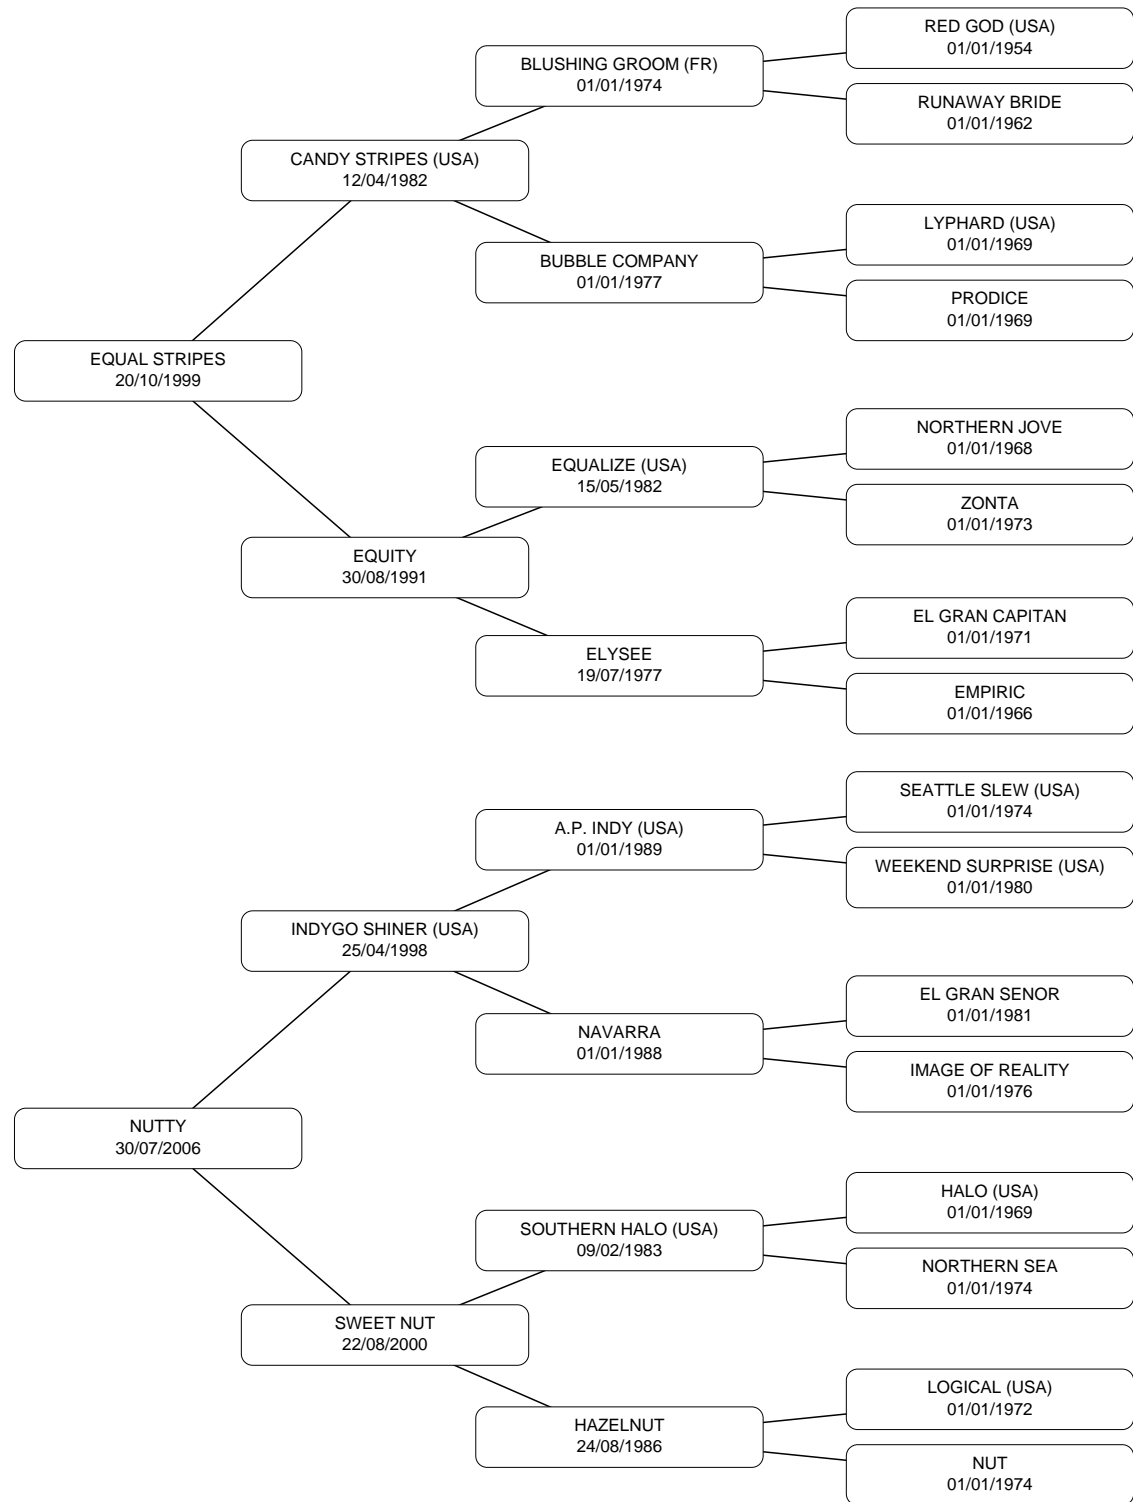 RED GOD (USA)
01/01/1954
BLUSHING GROOM (FR)
01/01/1974
RUNAWAY BRIDE
01/01/1962
CANDY STRIPES (USA)
12/04/1982
LYPHARD (USA)
01/01/1969
BUBBLE COMPANY
01/01/1977
PRODICE
01/01/1969
EQUAL STRIPES
20/10/1999
NORTHERN JOVE
01/01/1968
EQUALIZE (USA)
15/05/1982
ZONTA
01/01/1973
EQUITY
30/08/1991
EL GRAN CAPITAN
01/01/1971
ELYSEE
19/07/1977
EMPIRIC
01/01/1966
SEATTLE SLEW (USA)
01/01/1974
A.P. INDY (USA)
01/01/1989
WEEKEND SURPRISE (USA)
01/01/1980
INDYGO SHINER (USA)
25/04/1998
EL GRAN SENOR
01/01/1981
NAVARRA
01/01/1988
IMAGE OF REALITY
01/01/1976
NUTTY
30/07/2006
HALO (USA)
01/01/1969
SOUTHERN HALO (USA)
09/02/1983
NORTHERN SEA
01/01/1974
SWEET NUT
22/08/2000
LOGICAL (USA)
01/01/1972
HAZELNUT
24/08/1986
NUT
01/01/1974